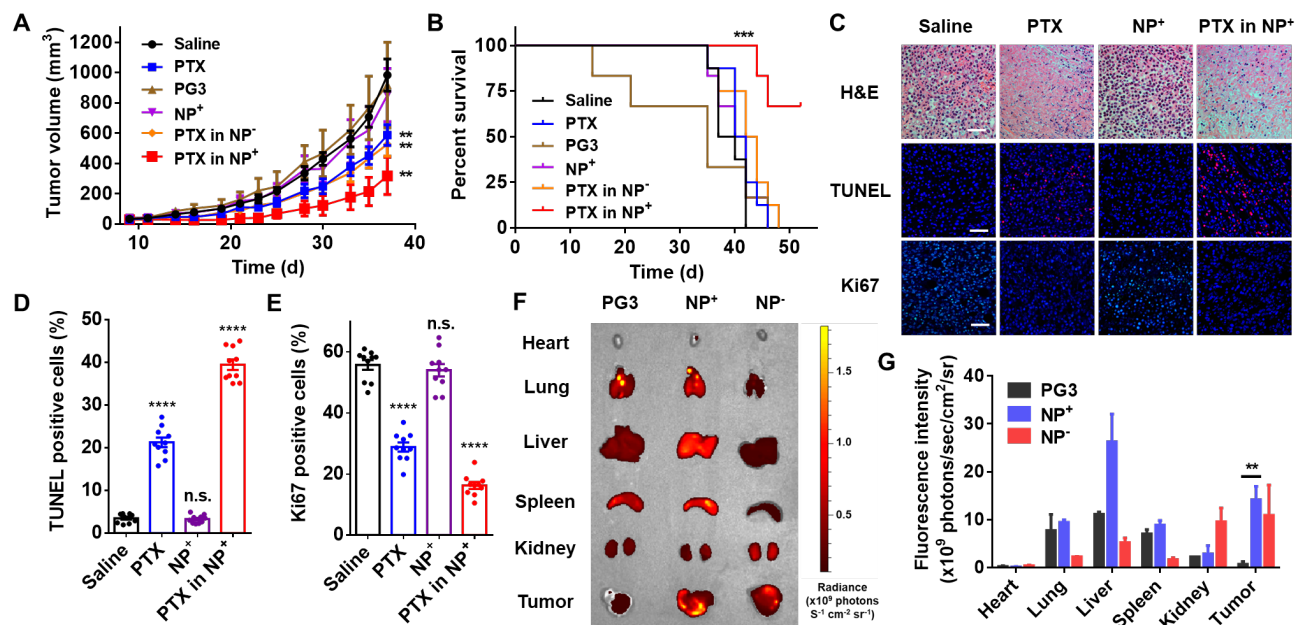 A
Tumor volume (mm³)
1200
1000
800
600
400
200
0
10
20
30
40
Time (d)
Saline
PTX
PG3
NP⁺
PTX in NP⁻
PTX in NP⁺
**
**
**
B
Percent survival
100
75
50
25
0
0
10
20
30
40
50
Time (d)
***
Saline
PTX
PG3
NP⁺
PTX in NP⁻
PTX in NP⁺
C
Saline
PTX
NP⁺
PTX in NP⁺
H&E
TUNEL
Ki67
D
TUNEL positive cells (%)
50
40
30
20
10
0
****
n.s.
****
Saline
PTX
NP⁺
PTX in NP⁺
E
Ki67 positive cells (%)
60
40
20
0
****
n.s.
****
Saline
PTX
NP⁺
PTX in NP⁺
F
PG3
NP⁺
NP⁻
Heart
Lung
Liver
Spleen
Kidney
Tumor
1.5
1.0
0.5
Radiance
(x10⁹ photons
S⁻¹ cm⁻² sr⁻¹)
G
Fluorescence intensity
(x10⁹ photons/sec/cm²/sr)
40
30
20
10
0
PG3
NP⁺
NP⁻
**
Heart
Lung
Liver
Spleen
Kidney
Tumor